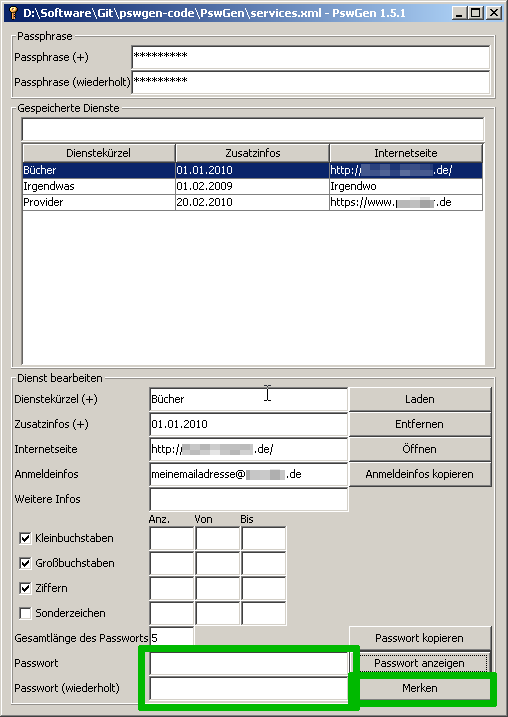 D:\Software\Git\pswgen-code\PswGen\services.xml - PswGen 1.5.1
Passphrase
Passphrase (+) *********
Passphrase (wiederholt) *********
Gespeicherte Dienste
Dienstekürzel Zusatzinfos Internetseite
Bücher 01.01.2010 http:// .de/
Irgendwas 01.02.2009 Irgendwo
Provider 20.02.2010 https://www. .de
Dienst bearbeiten
Dienstekürzel (+) Bücher Laden
Zusatzinfos (+) 01.01.2010 Entfernen
Internetseite http:// .de/ Öffnen
Anmeldeinfos meinemailadresse@ .de Anmeldeinfos kopieren
Weitere Infos
Anz. Von Bis
Kleinbuchstaben
Großbuchstaben
Ziffern
Sonderzeichen
Gesamtlänge des Passworts 5 Passwort kopieren
Passwort Passwort anzeigen
Passwort (wiederholt) Merken